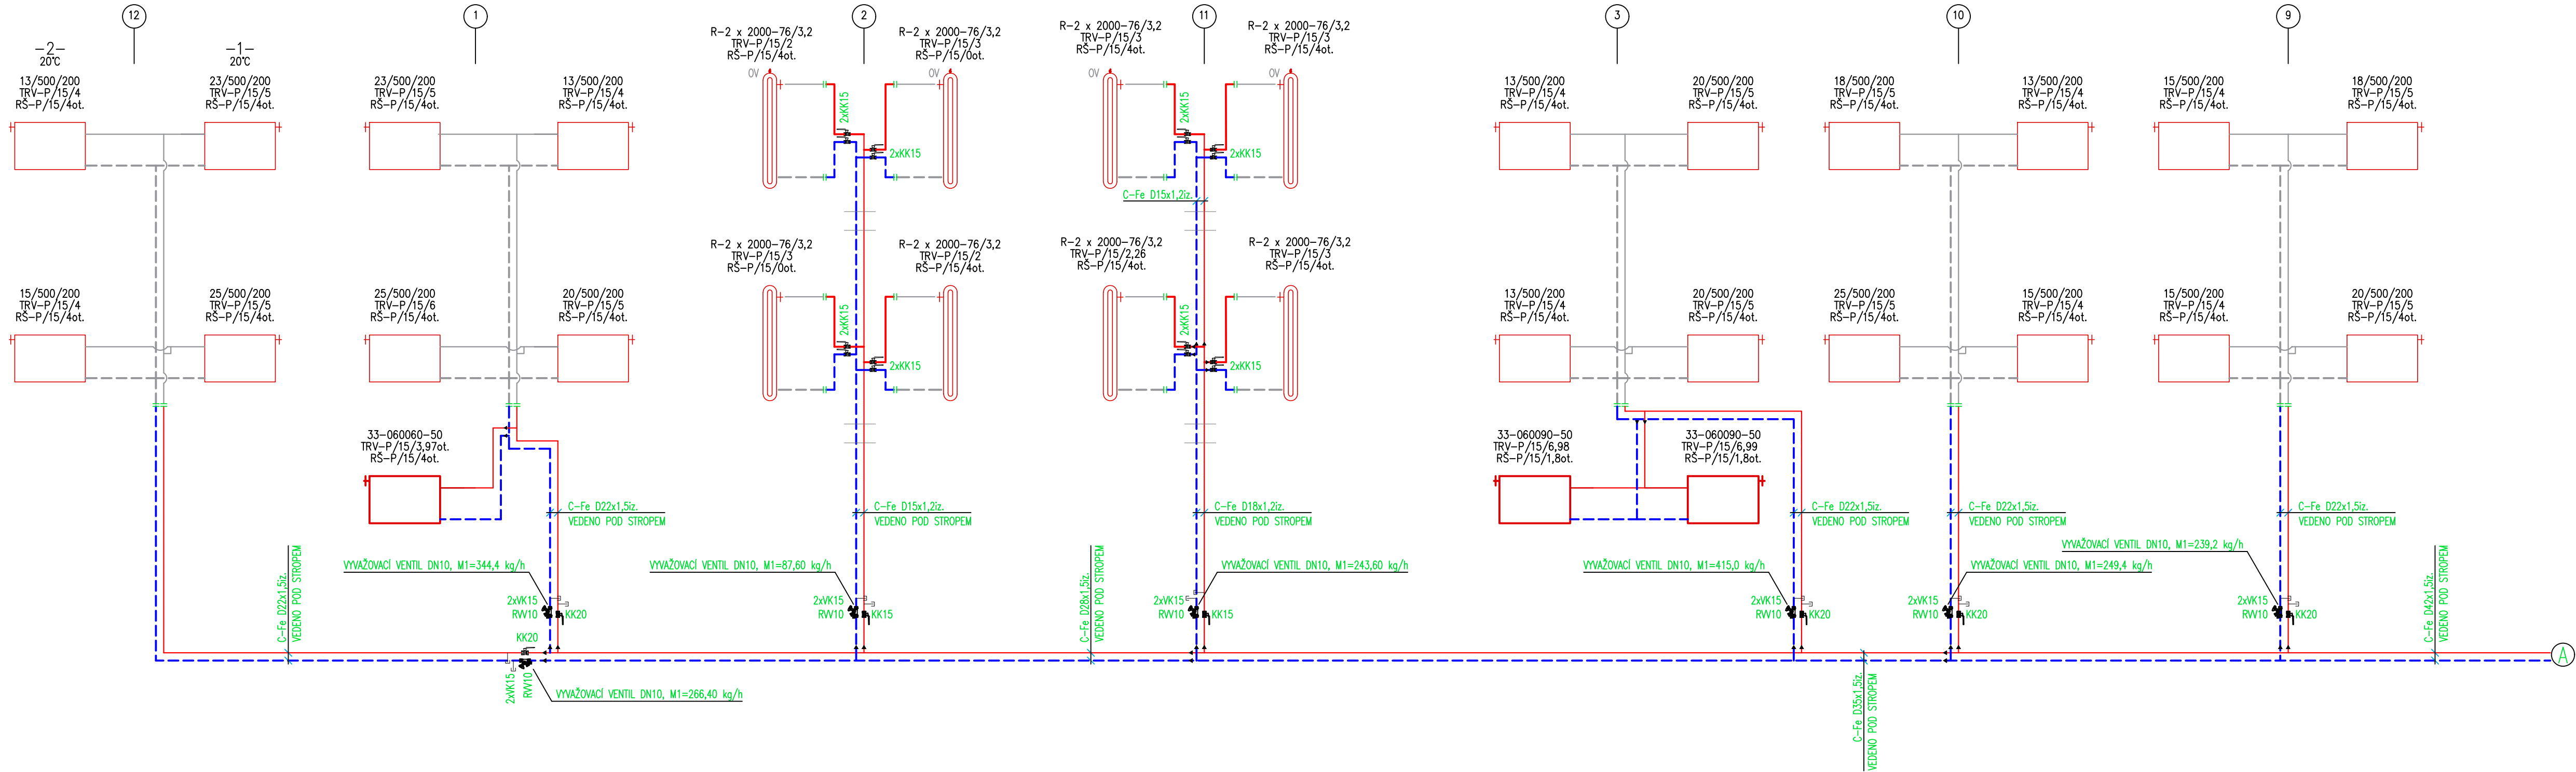 12
1
2
11
3
10
9
-2-
20°C
13/500/200
TRV-P/15/4
RŠ-P/15/4ot.
-1-
20°C
23/500/200
TRV-P/15/5
RŠ-P/15/4ot.
23/500/200
TRV-P/15/5
RŠ-P/15/4ot.
13/500/200
TRV-P/15/4
RŠ-P/15/4ot.
R-2 x 2000-76/3,2
TRV-P/15/2
RŠ-P/15/4ot.
OV
R-2 x 2000-76/3,2
TRV-P/15/3
RŠ-P/15/0ot.
OV
2xKK15
2xKK15
R-2 x 2000-76/3,2
TRV-P/15/3
RŠ-P/15/4ot.
OV
R-2 x 2000-76/3,2
TRV-P/15/3
RŠ-P/15/4ot.
OV
2xKK15
2xKK15
C-Fe D15x1,2iz.
13/500/200
TRV-P/15/4
RŠ-P/15/4ot.
20/500/200
TRV-P/15/5
RŠ-P/15/4ot.
18/500/200
TRV-P/15/5
RŠ-P/15/4ot.
13/500/200
TRV-P/15/4
RŠ-P/15/4ot.
15/500/200
TRV-P/15/4
RŠ-P/15/4ot.
18/500/200
TRV-P/15/5
RŠ-P/15/4ot.
15/500/200
TRV-P/15/4
RŠ-P/15/4ot.
25/500/200
TRV-P/15/5
RŠ-P/15/4ot.
25/500/200
TRV-P/15/6
RŠ-P/15/4ot.
20/500/200
TRV-P/15/5
RŠ-P/15/4ot.
R-2 x 2000-76/3,2
TRV-P/15/3
RŠ-P/15/0ot.
R-2 x 2000-76/3,2
TRV-P/15/2
RŠ-P/15/4ot.
2xKK15
2xKK15
R-2 x 2000-76/3,2
TRV-P/15/2,26
RŠ-P/15/4ot.
R-2 x 2000-76/3,2
TRV-P/15/3
RŠ-P/15/4ot.
2xKK15
2xKK15
13/500/200
TRV-P/15/4
RŠ-P/15/4ot.
20/500/200
TRV-P/15/5
RŠ-P/15/4ot.
25/500/200
TRV-P/15/5
RŠ-P/15/4ot.
15/500/200
TRV-P/15/4
RŠ-P/15/4ot.
15/500/200
TRV-P/15/4
RŠ-P/15/4ot.
20/500/200
TRV-P/15/5
RŠ-P/15/4ot.
33-060060-50
TRV-P/15/3,97ot.
RŠ-P/15/4ot.
33-060090-50
TRV-P/15/6,98
RŠ-P/15/1,8ot.
33-060090-50
TRV-P/15/6,99
RŠ-P/15/1,8ot.
C-Fe D22x1,5iz.
VEDENO POD STROPEM
C-Fe D15x1,2iz.
VEDENO POD STROPEM
C-Fe D18x1,2iz.
VEDENO POD STROPEM
C-Fe D22x1,5iz.
VEDENO POD STROPEM
C-Fe D22x1,5iz.
VEDENO POD STROPEM
C-Fe D22x1,5iz.
VEDENO POD STROPEM
C-Fe D22x1,5iz.
VEDENO POD STROPEM
VYVAŽOVACÍ VENTIL DN10, M1=344,4 kg/h
2xVK15
RVV10
KK20
VYVAŽOVACÍ VENTIL DN10, M1=87,60 kg/h
2xVK15
RVV10
KK15
C-Fe D28x1,5iz.
VEDENO POD STROPEM
VYVAŽOVACÍ VENTIL DN10, M1=243,60 kg/h
2xVK15
RVV10
KK15
VYVAŽOVACÍ VENTIL DN10, M1=415,0 kg/h
2xVK15
RVV10
KK20
VYVAŽOVACÍ VENTIL DN10, M1=249,4 kg/h
2xVK15
RVV10
KK20
VYVAŽOVACÍ VENTIL DN10, M1=239,2 kg/h
2xVK15
RVV10
KK20
C-Fe D42x1,5iz.
VEDENO POD STROPEM
KK20
2xVK15
RVV10
VYVAŽOVACÍ VENTIL DN10, M1=266,40 kg/h
C-Fe D35x1,5iz.
VEDENO POD STROPEM
A